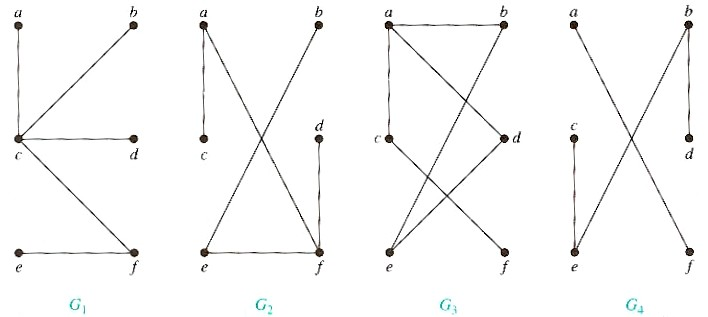 a b a b a b a b
c d c d c d c d
e f e f e f e f
G1 G2 G3 G4